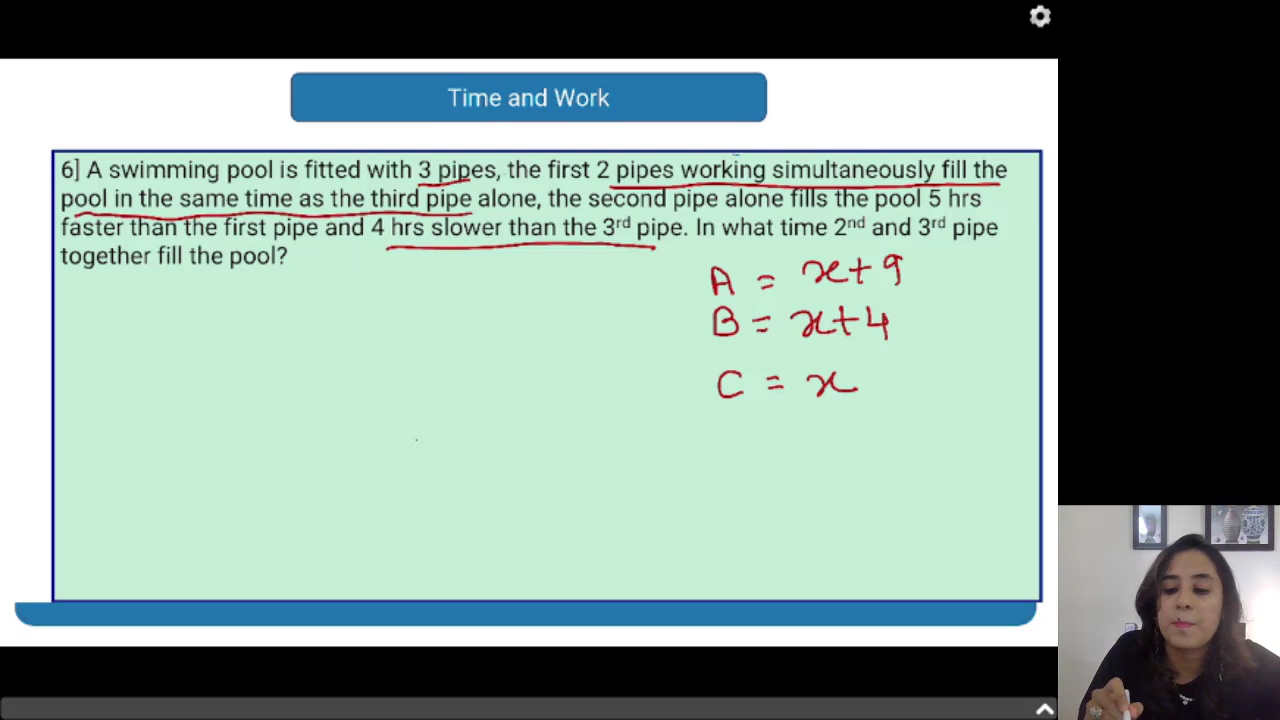 Time and Work
6] A swimming pool is fitted with 3 pipes, the first 2 pipes working simultaneously fill the
pool in the same time as the third pipe alone, the second pipe alone fills the pool 5 hrs
faster than the first pipe and 4 hrs slower than the 3rd pipe. In what time 2nd and 3rd pipe
together fill the pool?
A = x+9
B = x+4
C = x